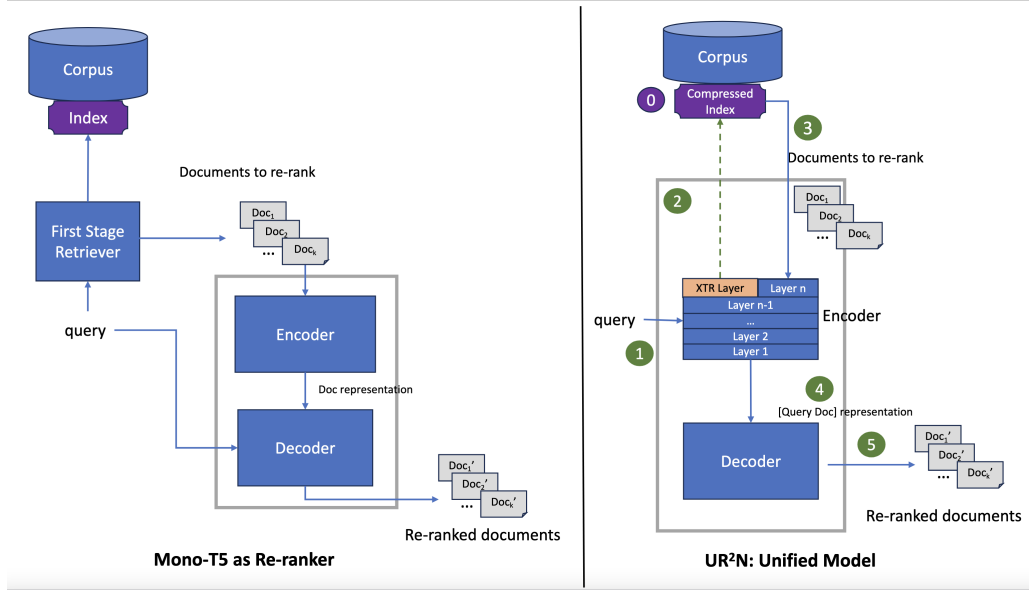 Corpus
Index
Documents to re-rank
First Stage
Retriever
Doc1
Doc2
...
Dock
query
Encoder
Doc representation
Decoder
Doc1′
Doc2′
...
Dock′
Re-ranked documents
Mono-T5 as Re-ranker
Corpus
0
Compressed
Index
3
Documents to re-rank
2
Doc1
Doc2
...
Dock
XTR Layer
Layer n
Layer n-1
...
Layer 2
Layer 1
Encoder
query
1
4
[Query Doc] representation
Decoder
5
Doc1′
Doc2′
...
Dock′
Re-ranked documents
UR²N: Unified Model